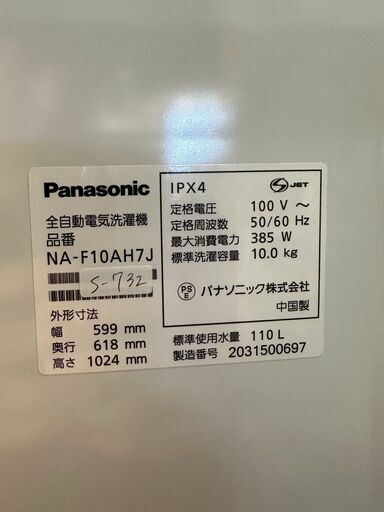 Panasonic
全自動電気洗濯機
品番
NA-F10AH7J
S-732
外形寸法
幅 599 mm
奥行 618 mm
高さ 1024 mm
IPX4
S JET
定格電圧 100 V ～
定格周波数 50/60 Hz
最大消費電力 385 W
標準洗濯容量 10.0 kg
PS E パナソニック株式会社
中国製
標準使用水量 110 L
製造番号 2031500697